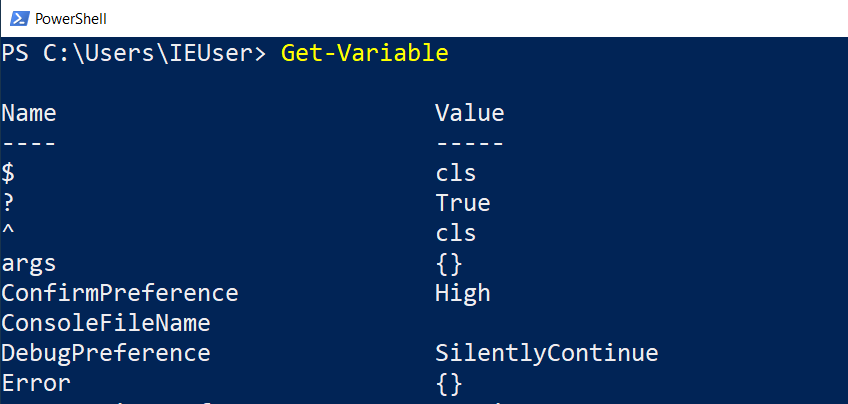 PowerShell
PS C:\Users\IEUser> Get-Variable
Name Value
---- -----
$ cls
? True
^ cls
args {}
ConfirmPreference High
ConsoleFileName
DebugPreference SilentlyContinue
Error {}